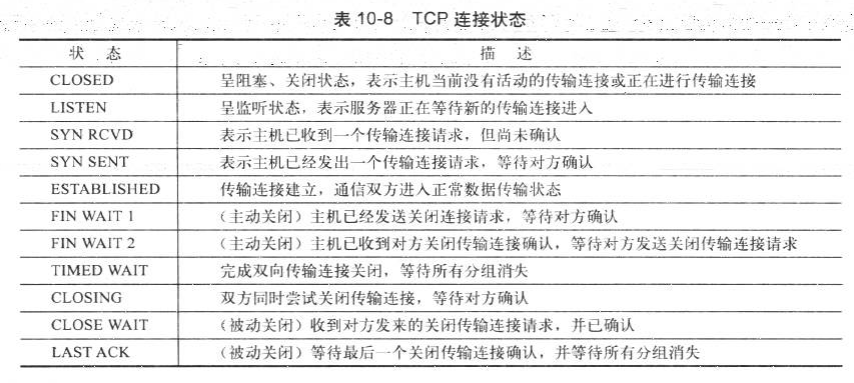 表 10-8 TCP 连接状态
状 态 描 述
CLOSED 呈阻塞、关闭状态，表示主机当前没有活动的传输连接或正在进行传输连接
LISTEN 呈监听状态，表示服务器正在等待新的传输连接进入
SYN RCVD 表示主机已收到一个传输连接请求，但尚未确认
SYN SENT 表示主机已经发出一个传输连接请求，等待对方确认
ESTABLISHED 传输连接建立，通信双方进入正常数据传输状态
FIN WAIT 1 （主动关闭）主机已经发送关闭连接请求，等待对方确认
FIN WAIT 2 （主动关闭）主机已收到对方关闭传输连接确认，等待对方发送关闭传输连接请求
TIMED WAIT 完成双向传输连接关闭，等待所有分组消失
CLOSING 双方同时尝试关闭传输连接，等待对方确认
CLOSE WAIT （被动关闭）收到对方发来的关闭传输连接请求，并已确认
LAST ACK （被动关闭）等待最后一个关闭传输连接确认，并等待所有分组消失